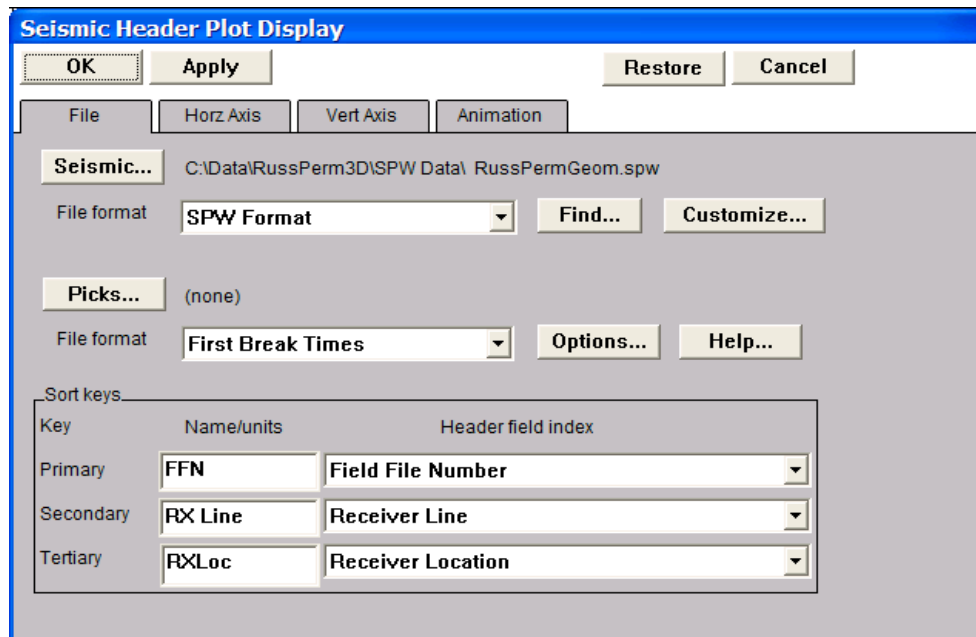 Seismic Header Plot Display
OK Apply Restore Cancel
File Horz Axis Vert Axis Animation
Seismic... C:\Data\RussPerm3D\SPW Data\ RussPermGeom.spw
File format SPW Format Find... Customize...
Picks... (none)
File format First Break Times Options... Help...
Sort keys
Key Name/units Header field index
Primary FFN Field File Number
Secondary RX Line Receiver Line
Tertiary RXLoc Receiver Location